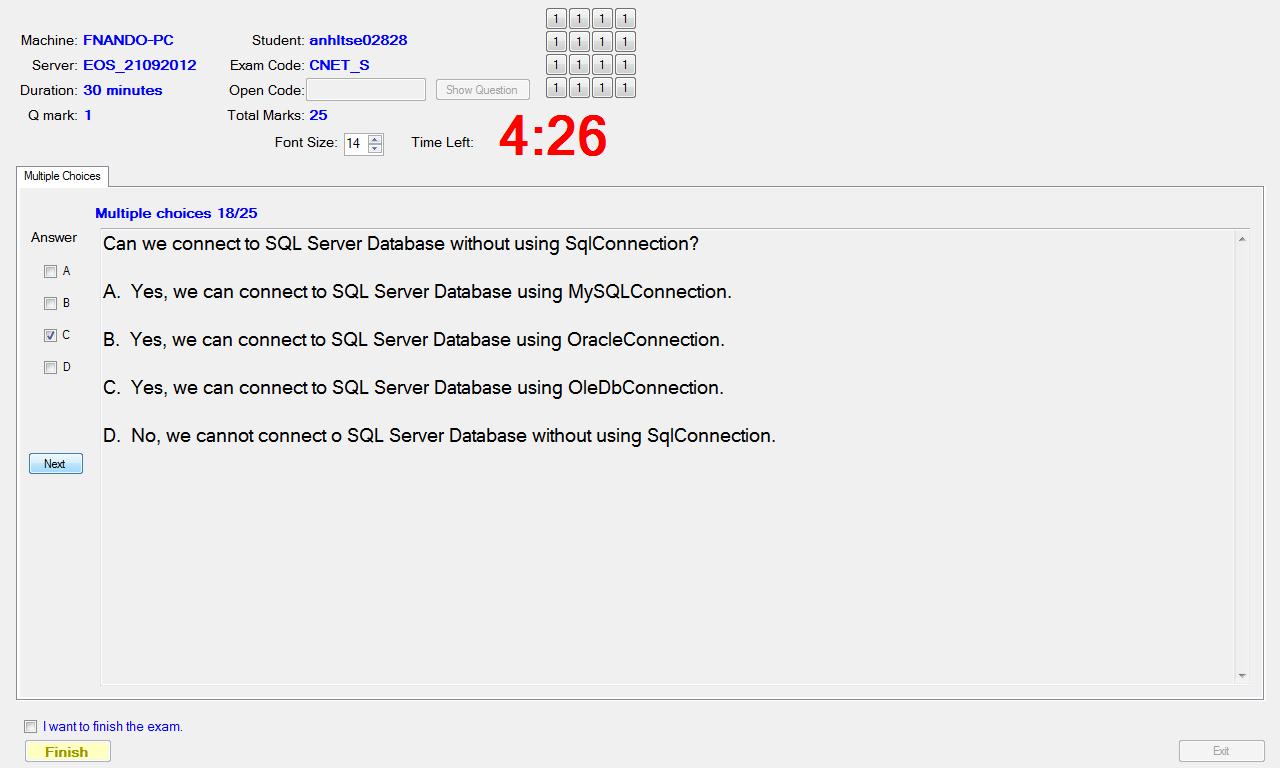 Machine: FNANDO-PC Student: anhltse02828
Server: EOS_21092012 Exam Code: CNET_S
Duration: 30 minutes Open Code: Show Question
Q mark: 1 Total Marks: 25
1 1 1 1
1 1 1 1
1 1 1 1
1 1 1 1
Font Size: 14 Time Left: 4:26
Multiple Choices
Multiple choices 18/25
Answer
A
B
C
D
Next
Can we connect to SQL Server Database without using SqlConnection?
A. Yes, we can connect to SQL Server Database using MySQLConnection.
B. Yes, we can connect to SQL Server Database using OracleConnection.
C. Yes, we can connect to SQL Server Database using OleDbConnection.
D. No, we cannot connect o SQL Server Database without using SqlConnection.
I want to finish the exam.
Finish
Exit